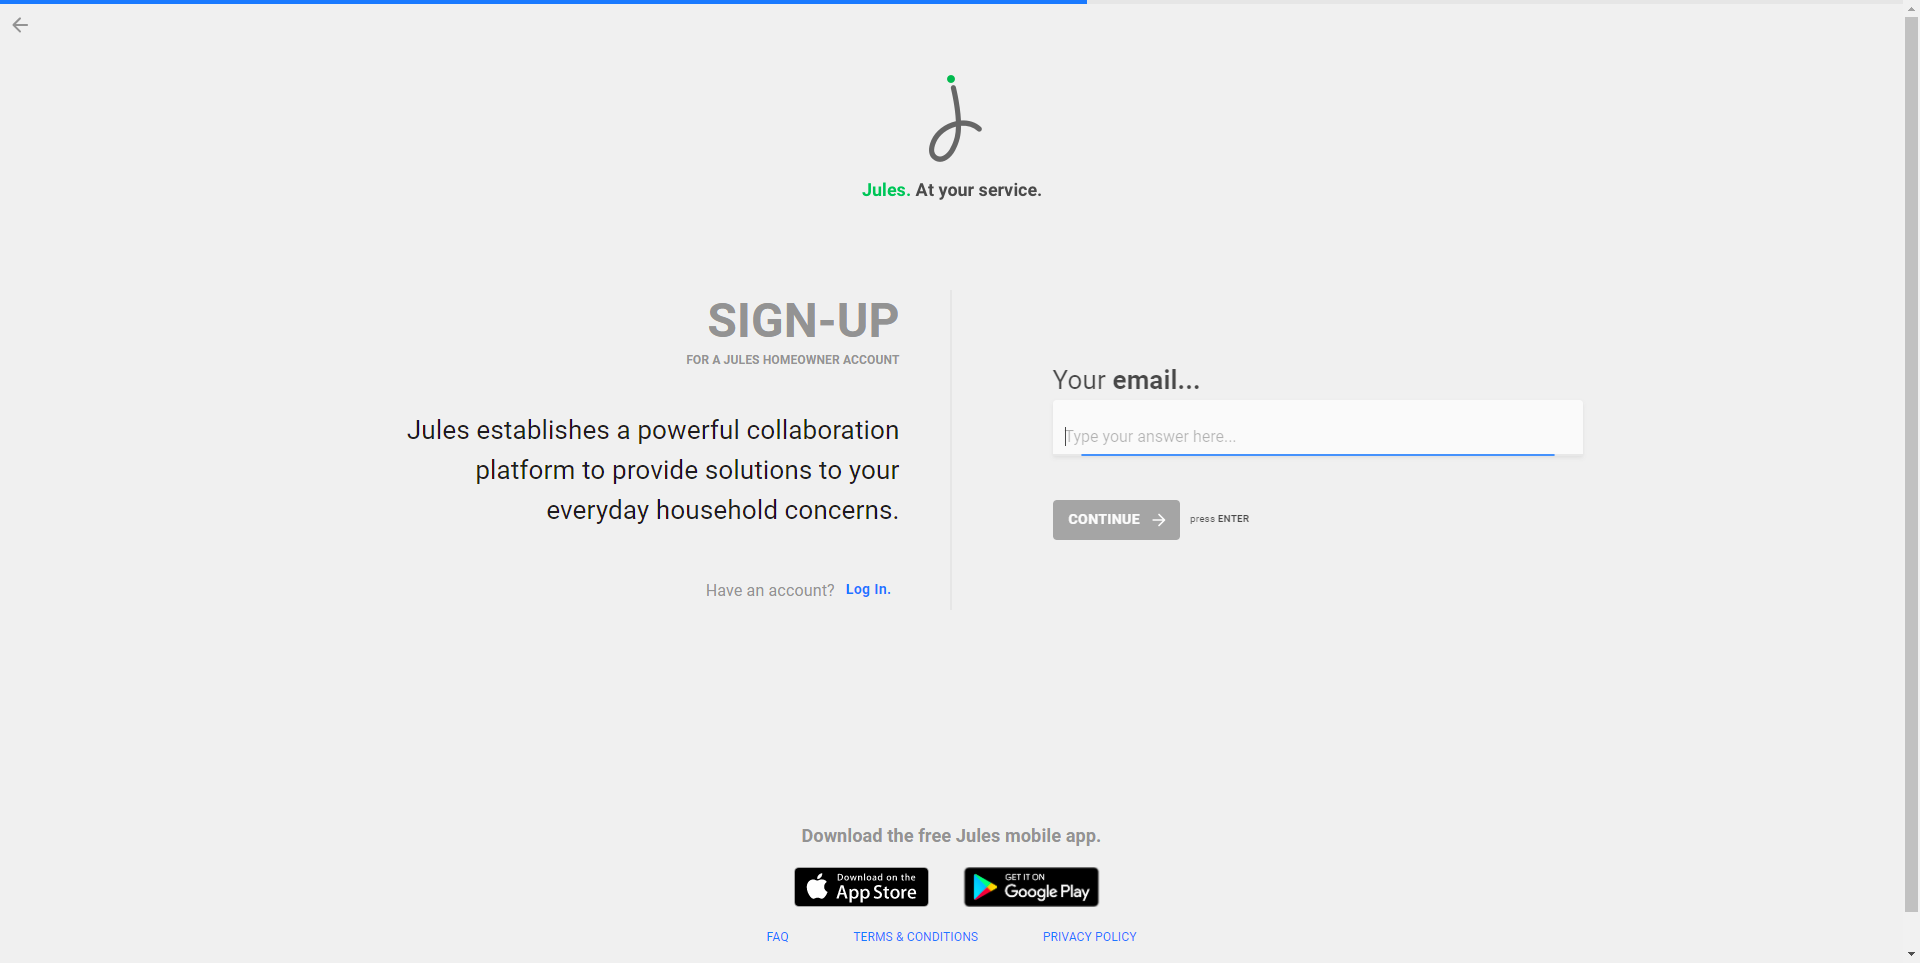 Jules. At your service.
SIGN-UP
FOR A JULES HOMEOWNER ACCOUNT
Jules establishes a powerful collaboration
platform to provide solutions to your
everyday household concerns.
Have an account? Log In.
Your email...
Type your answer here...
CONTINUE
press ENTER
Download the free Jules mobile app.
Download on the
App Store
GET IT ON
Google Play
FAQ
TERMS & CONDITIONS
PRIVACY POLICY